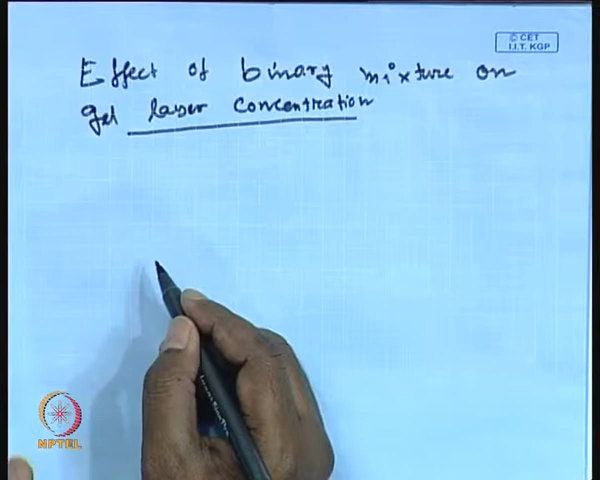 © CET
I.I.T. KGP
Effect of binary mixture on
gel layer concentration
NPTEL